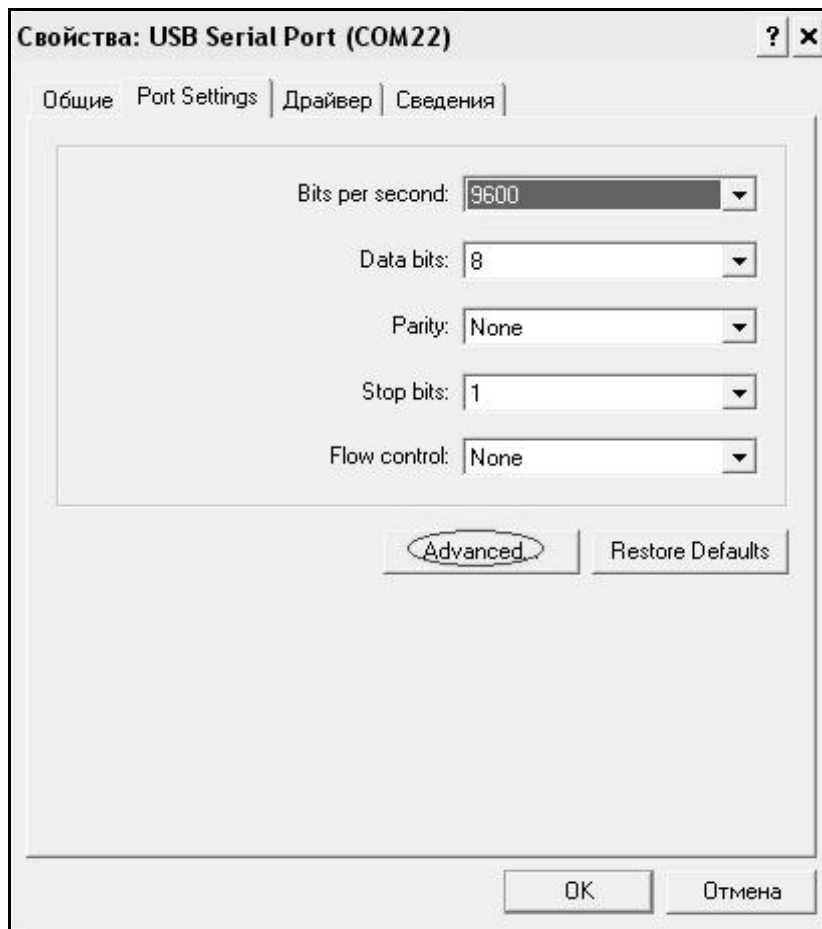 Свойства: USB Serial Port (COM22)
Общие Port Settings Драйвер Сведения
Bits per second: 9600
Data bits: 8
Parity: None
Stop bits: 1
Flow control: None
Advanced... Restore Defaults
OK Отмена